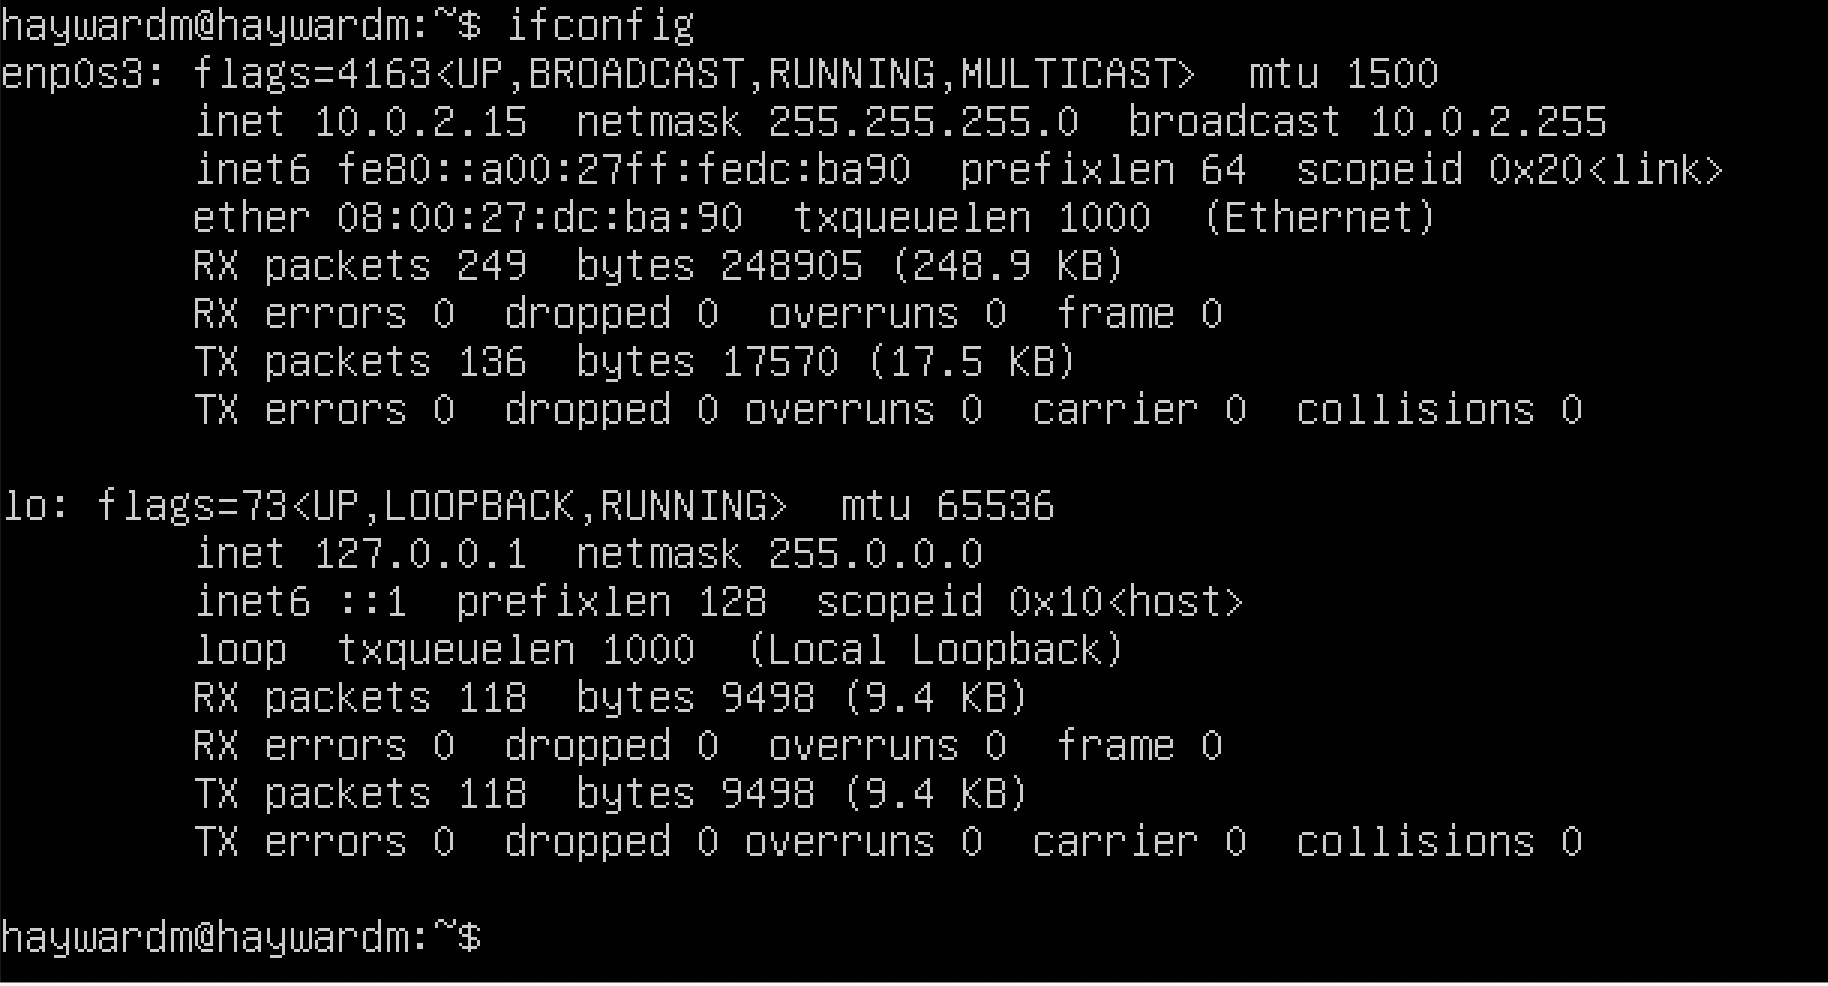 haywardm@haywardm:~$ ifconfig
enp0s3: flags=4163<UP,BROADCAST,RUNNING,MULTICAST>  mtu 1500
        inet 10.0.2.15  netmask 255.255.255.0  broadcast 10.0.2.255
        inet6 fe80::a00:27ff:fedc:ba90  prefixlen 64  scopeid 0x20<link>
        ether 08:00:27:dc:ba:90  txqueuelen 1000  (Ethernet)
        RX packets 249  bytes 248905 (248.9 KB)
        RX errors 0  dropped 0  overruns 0  frame 0
        TX packets 136  bytes 17570 (17.5 KB)
        TX errors 0  dropped 0 overruns 0  carrier 0  collisions 0

lo: flags=73<UP,LOOPBACK,RUNNING>  mtu 65536
        inet 127.0.0.1  netmask 255.0.0.0
        inet6 ::1  prefixlen 128  scopeid 0x10<host>
        loop  txqueuelen 1000  (Local Loopback)
        RX packets 118  bytes 9498 (9.4 KB)
        RX errors 0  dropped 0  overruns 0  frame 0
        TX packets 118  bytes 9498 (9.4 KB)
        TX errors 0  dropped 0 overruns 0  carrier 0  collisions 0

haywardm@haywardm:~$